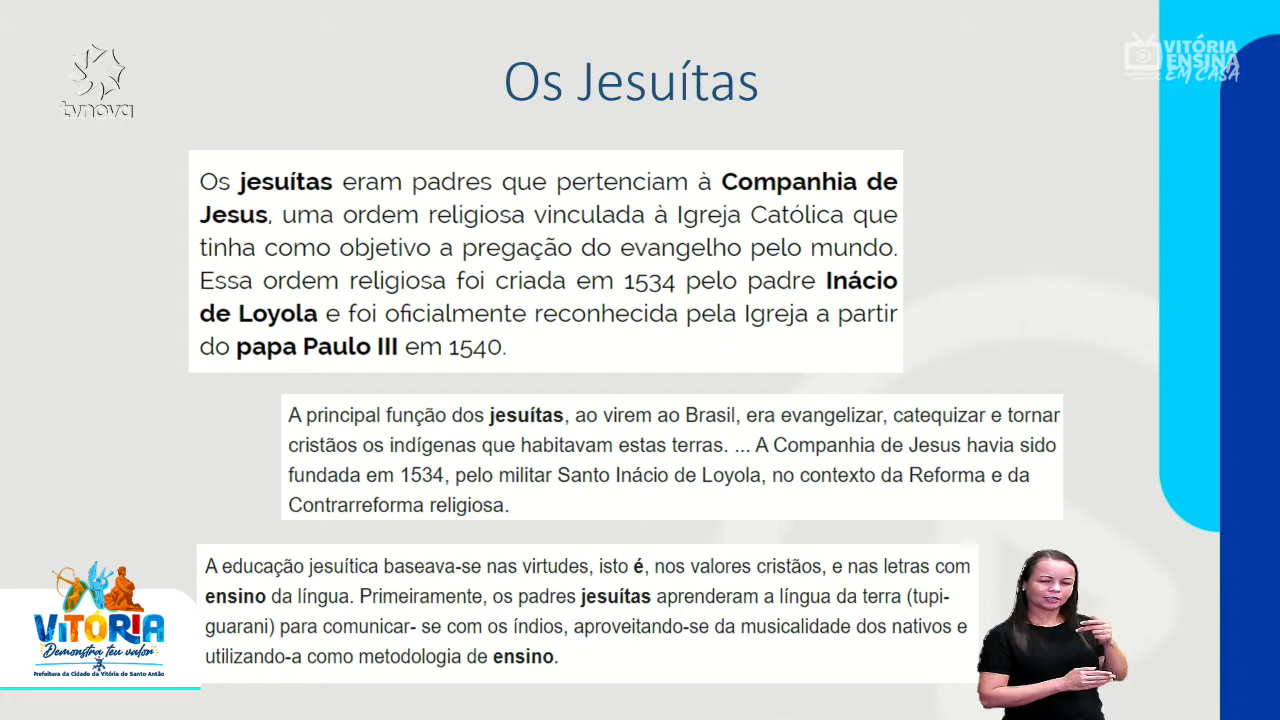 tvnova
VITÓRIA
ENSINA
EM CASA
Os Jesuítas
Os jesuítas eram padres que pertenciam à Companhia de
Jesus, uma ordem religiosa vinculada à Igreja Católica que
tinha como objetivo a pregação do evangelho pelo mundo.
Essa ordem religiosa foi criada em 1534 pelo padre Inácio
de Loyola e foi oficialmente reconhecida pela Igreja a partir
do papa Paulo III em 1540.
A principal função dos jesuítas, ao virem ao Brasil, era evangelizar, catequizar e tornar
cristãos os indígenas que habitavam estas terras. ... A Companhia de Jesus havia sido
fundada em 1534, pelo militar Santo Inácio de Loyola, no contexto da Reforma e da
Contrarreforma religiosa.
A educação jesuítica baseava-se nas virtudes, isto é, nos valores cristãos, e nas letras com
ensino da língua. Primeiramente, os padres jesuítas aprenderam a língua da terra (tupi-
guarani) para comunicar- se com os índios, aproveitando-se da musicalidade dos nativos e
utilizando-a como metodologia de ensino.
VITÓRIA
Demonstra teu valor
Prefeitura da Cidade da Vitória de Santo Antão